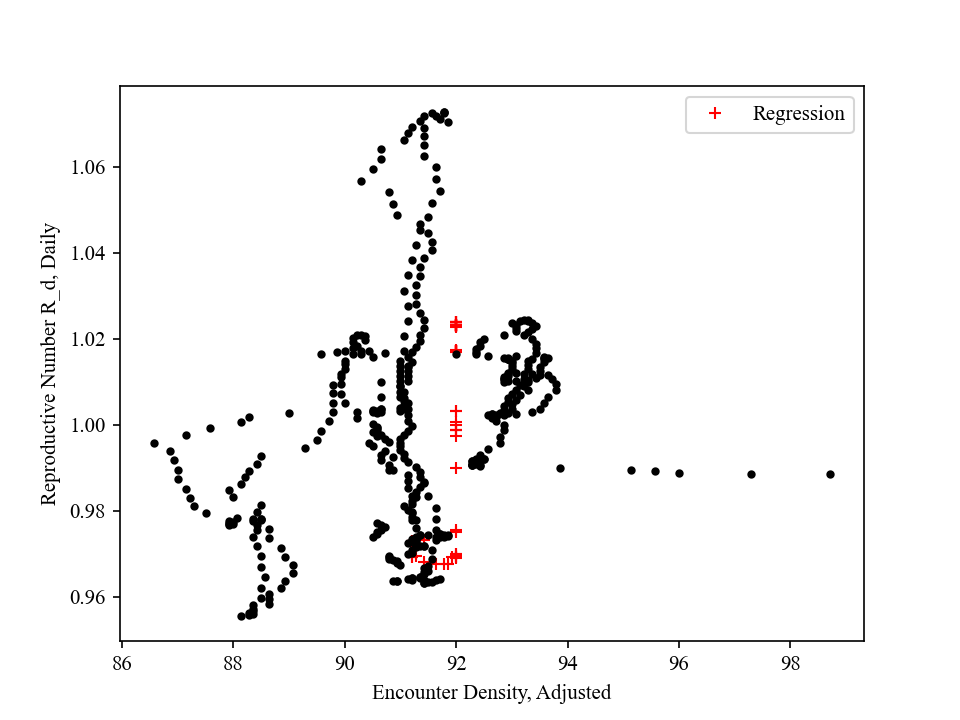 Regression
1.06
1.04
1.02
1.00
0.98
0.96
Reproductive Number R_d, Daily
86 88 90 92 94 96 98
Encounter Density, Adjusted